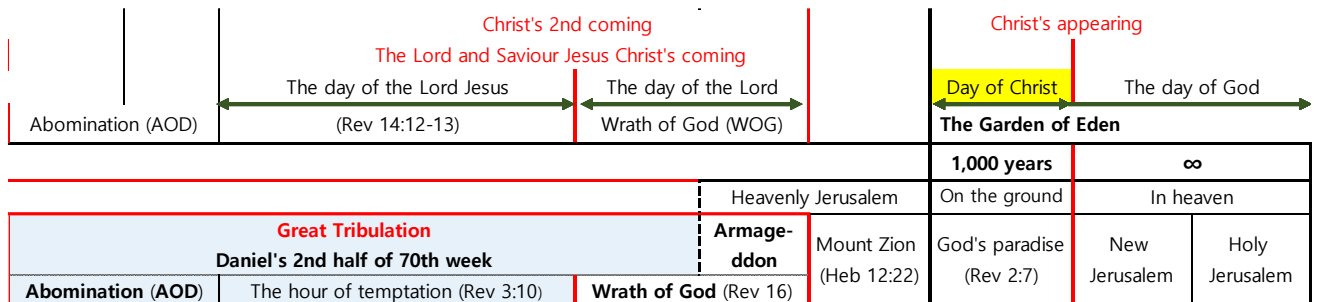 Christ's 2nd coming
Christ's appearing
The Lord and Saviour Jesus Christ's coming
The day of the Lord Jesus
The day of the Lord
Day of Christ
The day of God
Abomination (AOD)
(Rev 14:12-13)
Wrath of God (WOG)
The Garden of Eden
1,000 years
∞
Heavenly Jerusalem
On the ground
In heaven
Great Tribulation
Daniel's 2nd half of 70th week
Armage-
ddon
Mount Zion
(Heb 12:22)
God's paradise
(Rev 2:7)
New
Jerusalem
Holy
Jerusalem
Abomination (AOD)
The hour of temptation (Rev 3:10)
Wrath of God (Rev 16)